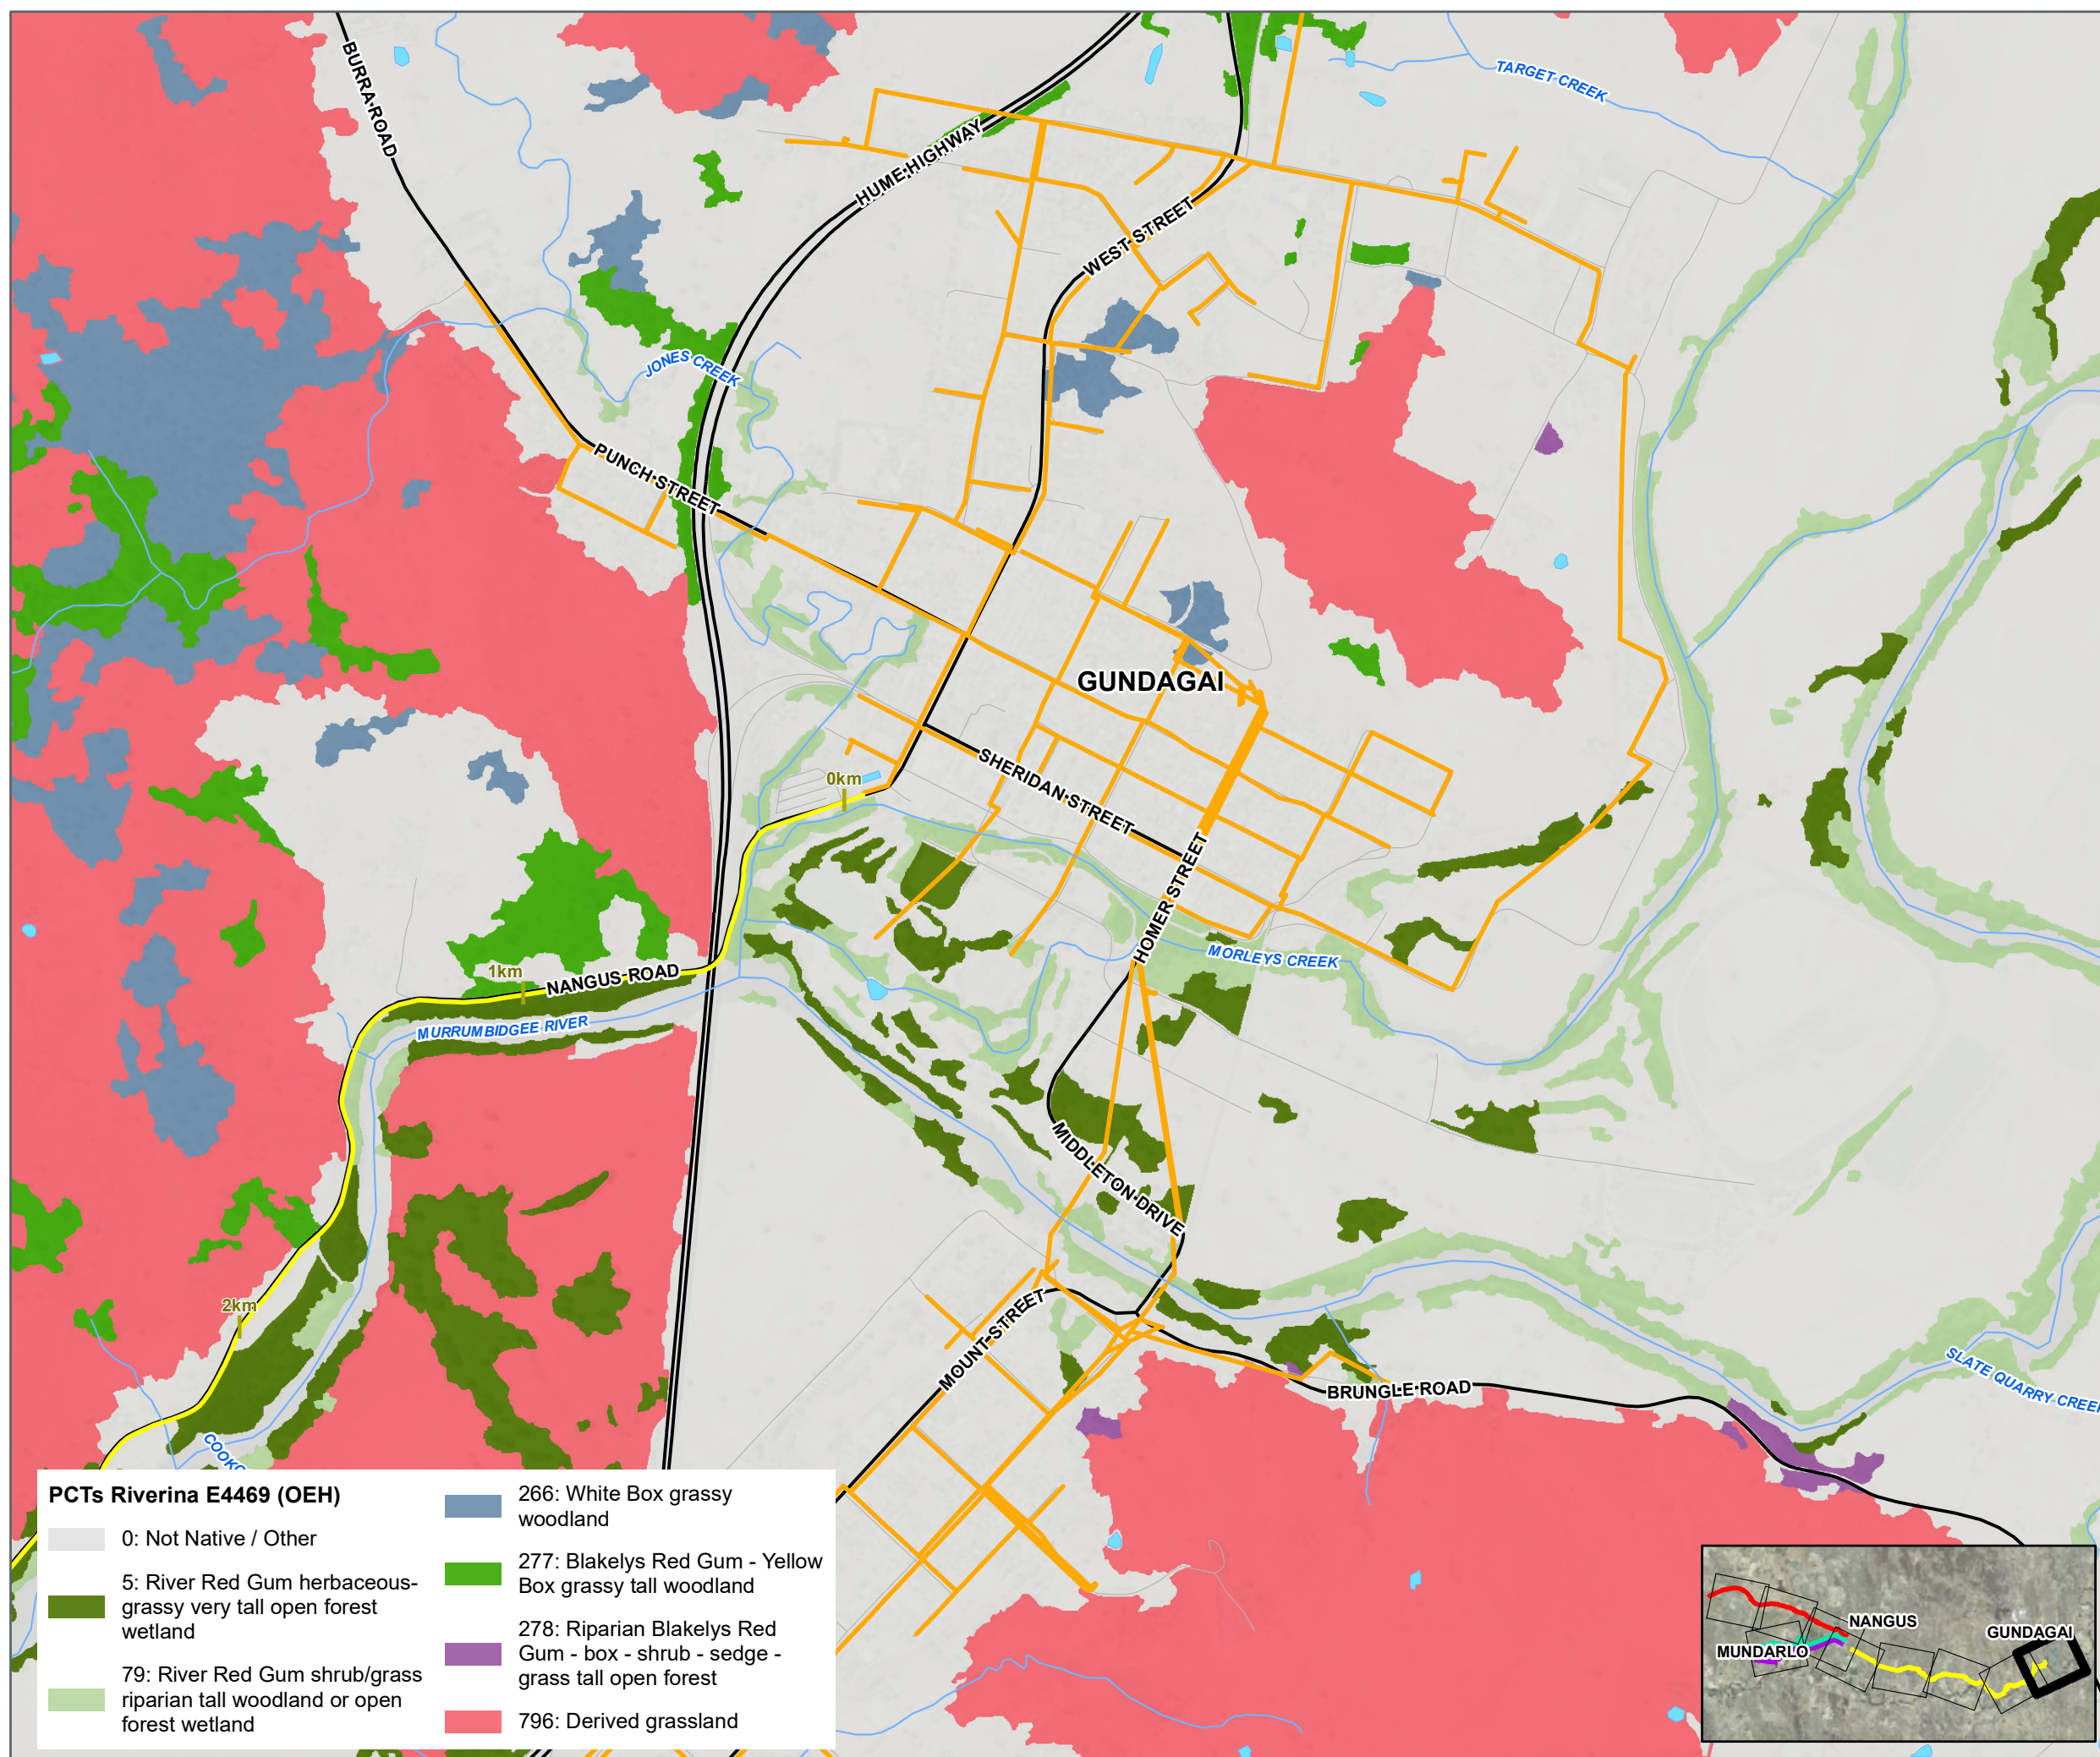 BURRA ROAD
HUME HIGHWAY
TARGET CREEK
WEST STREET
JONES CREEK
PUNCH STREET
GUNDAGAI
SHERIDAN STREET
0km
HOMER STREET
MORLEYS CREEK
1km
NANGUS ROAD
MURRUMBIDGEE RIVER
MIDDLETON DRIVE
2km
MOUNT STREET
BRUNGLE ROAD
SLATE QUARRY CREEK
PCTs Riverina E4469 (OEH)
0: Not Native / Other
5: River Red Gum herbaceous-
grassy very tall open forest
wetland
79: River Red Gum shrub/grass
riparian tall woodland or open
forest wetland
266: White Box grassy
woodland
277: Blakelys Red Gum - Yellow
Box grassy tall woodland
278: Riparian Blakelys Red
Gum - box - shrub - sedge -
grass tall open forest
796: Derived grassland
NANGUS
GUNDAGAI
MUNDARLO